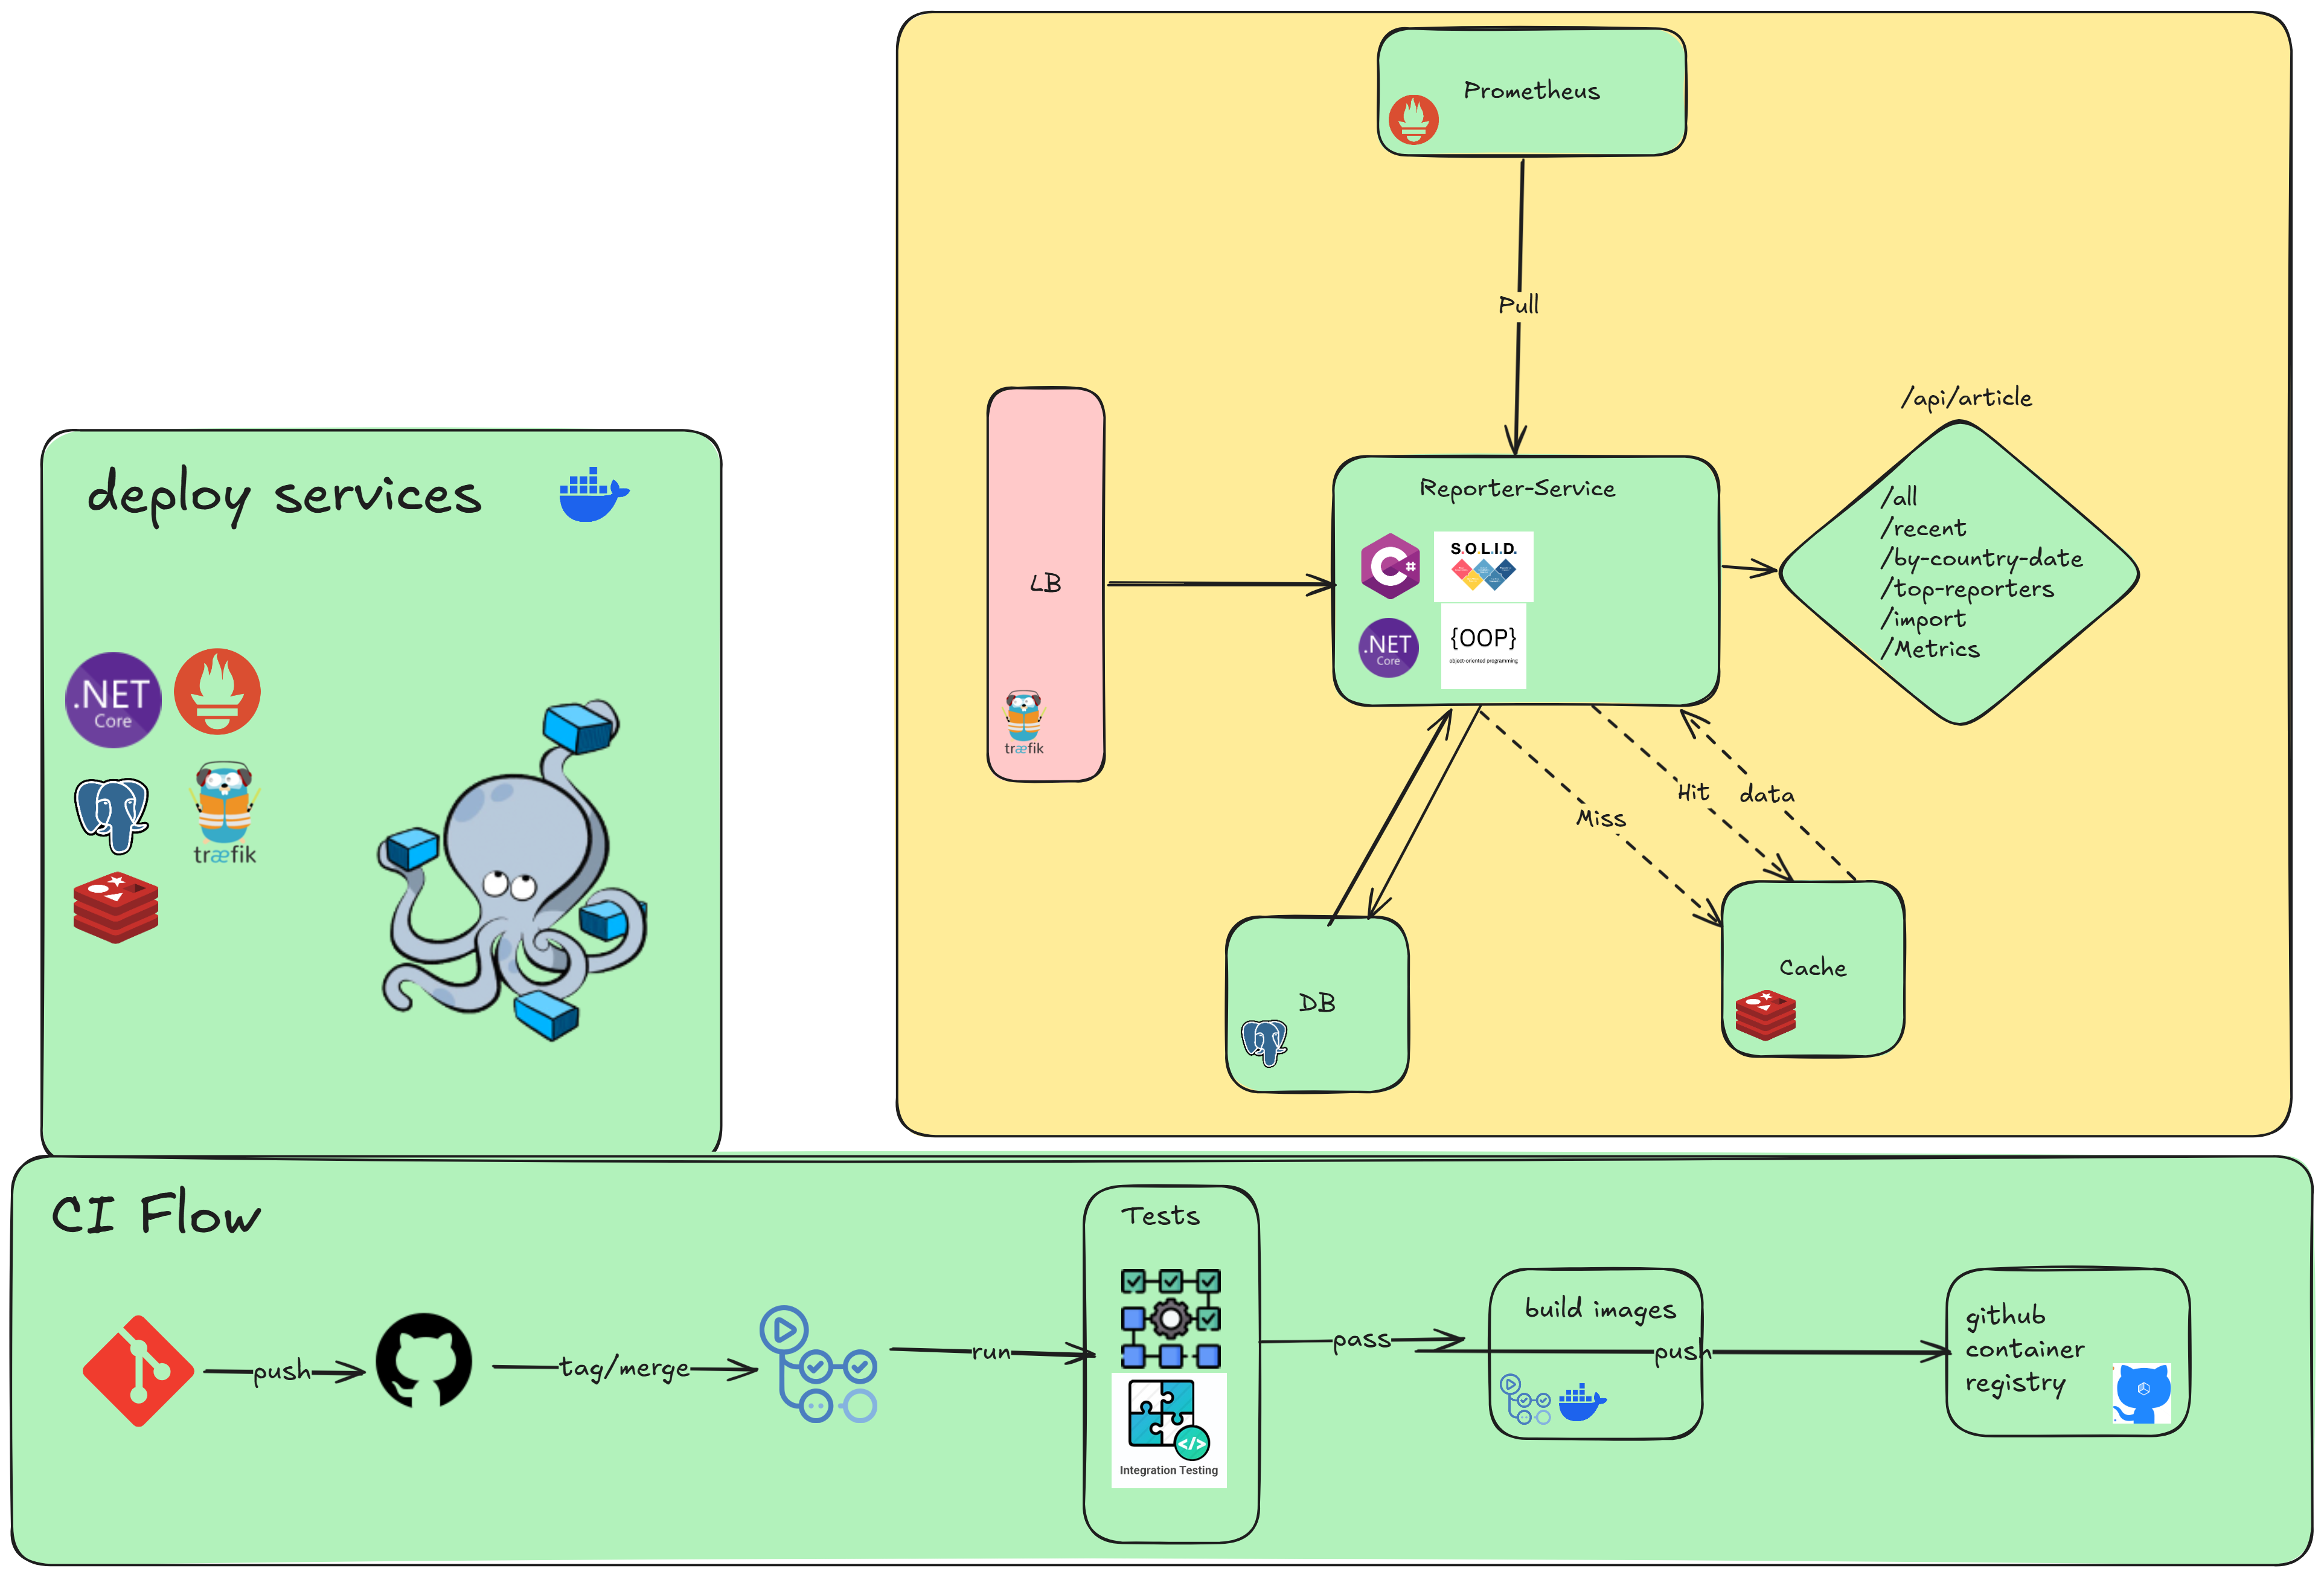 Prometheus
Pull
/api/article
Reporter-Service
S.O.L.I.D.
C#
.NET
Core
{OOP}
object-oriented programming
/all
/recent
/by-country-date
/top-reporters
/import
/Metrics
LB
træfik
Miss
Hit
data
DB
Cache
deploy services
.NET
Core
træfik
CI Flow
push
tag/merge
run
Tests
</>
Integration Testing
pass
build images
push
github
container
registry